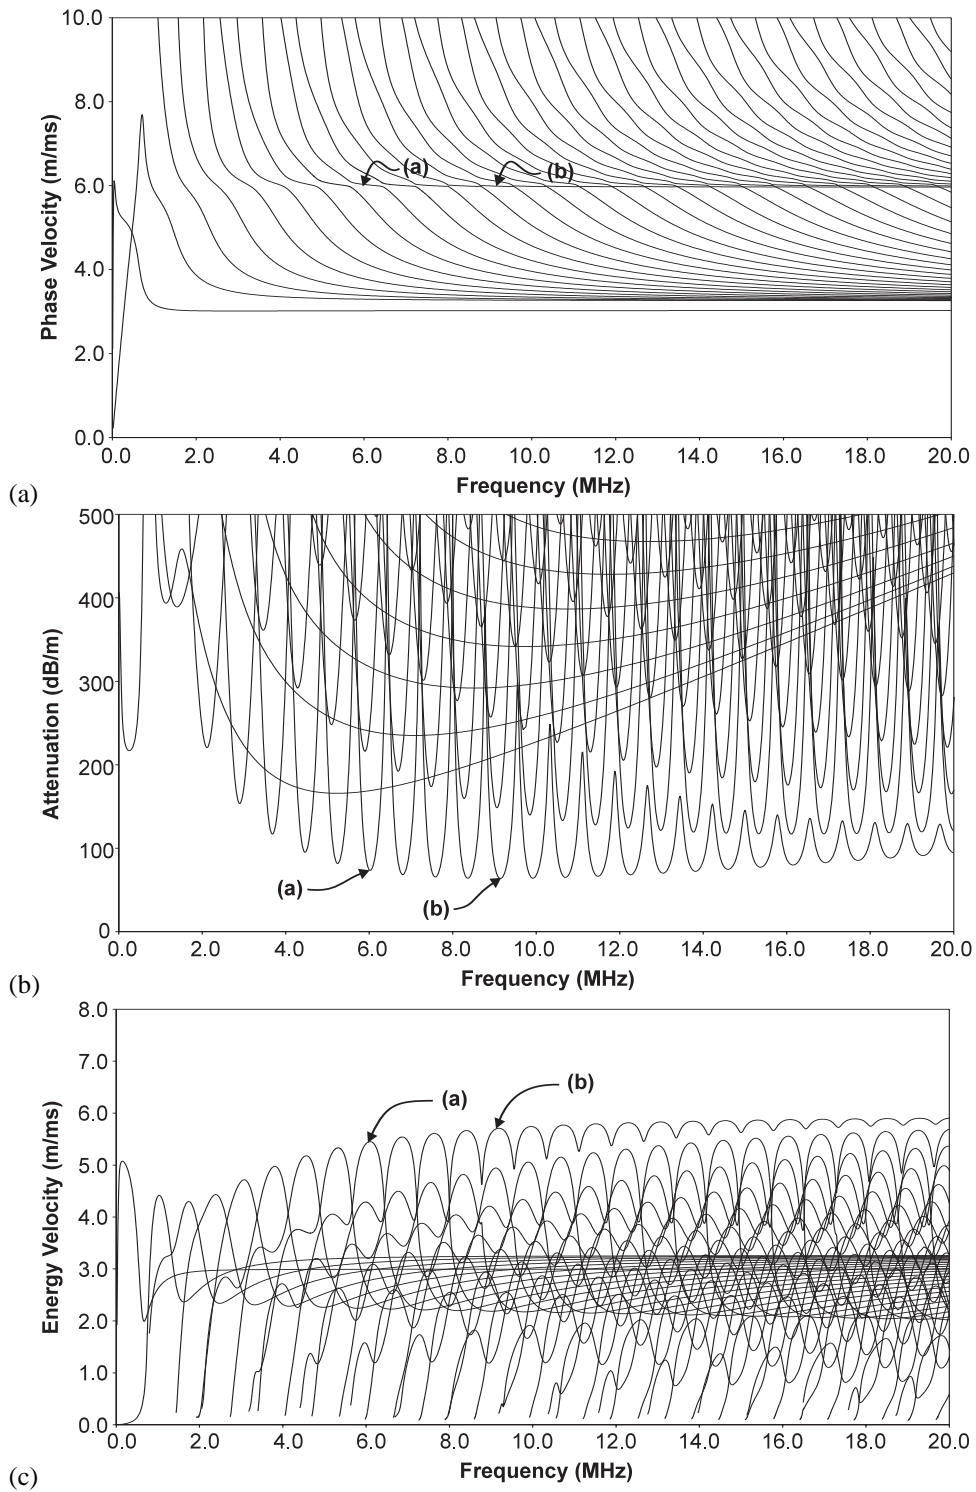 10.0
8.0
6.0
4.0
2.0
0.0
Phase Velocity (m/ms)
(a)
(b)
0.0 2.0 4.0 6.0 8.0 10.0 12.0 14.0 16.0 18.0 20.0
Frequency (MHz)
(a)
500
400
300
200
100
0
Attenuation (dB/m)
(a)
(b)
0.0 2.0 4.0 6.0 8.0 10.0 12.0 14.0 16.0 18.0 20.0
Frequency (MHz)
(b)
8.0
7.0
6.0
5.0
4.0
3.0
2.0
1.0
0.0
Energy Velocity (m/ms)
(a)
(b)
0.0 2.0 4.0 6.0 8.0 10.0 12.0 14.0 16.0 18.0 20.0
Frequency (MHz)
(c)